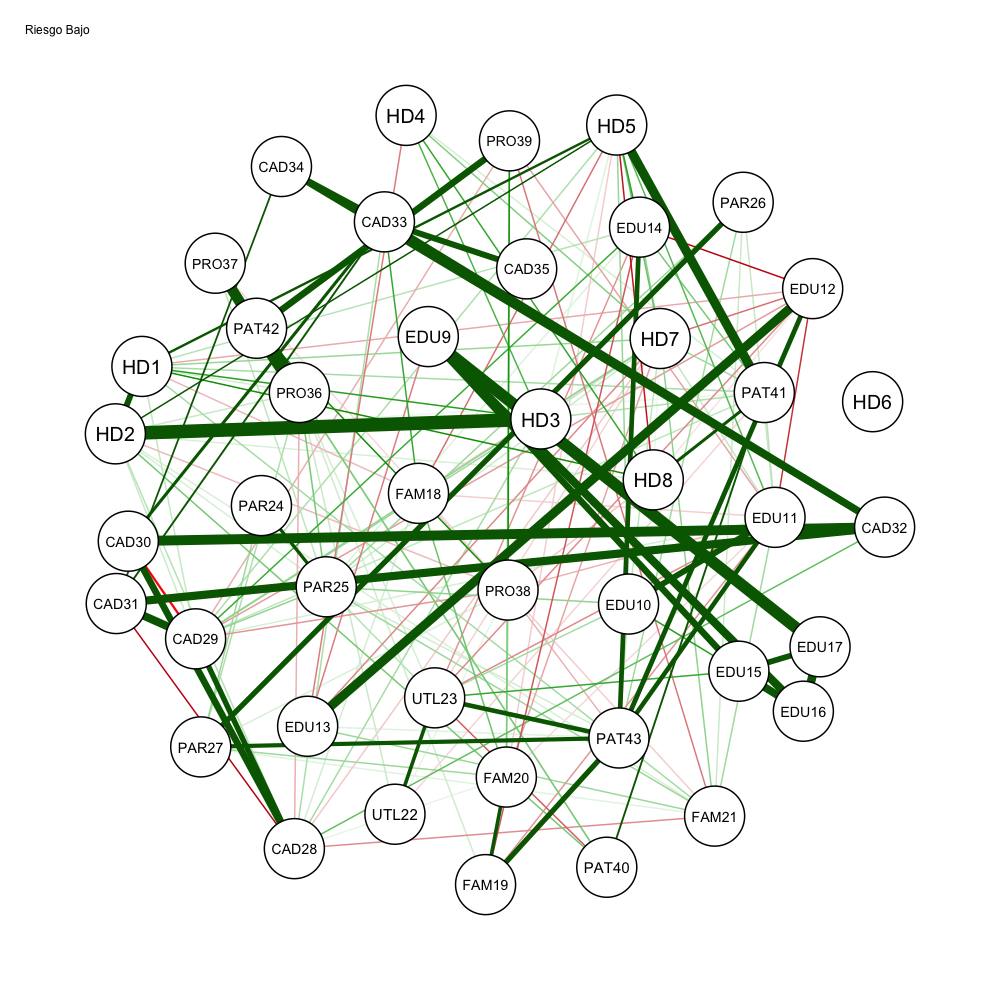 Riesgo Bajo
HD4
PRO39
HD5
CAD34
PAR26
CAD33
EDU14
PRO37
CAD35
EDU12
PAT42
EDU9
HD7
HD1
PRO36
PAT41
HD6
HD2
HD3
FAM18
HD8
PAR24
EDU11
CAD32
CAD30
PAR25
PRO38
CAD31
EDU10
CAD29
EDU17
EDU15
UTL23
EDU16
EDU13
PAR27
PAT43
FAM20
UTL22
FAM21
CAD28
PAT40
FAM19